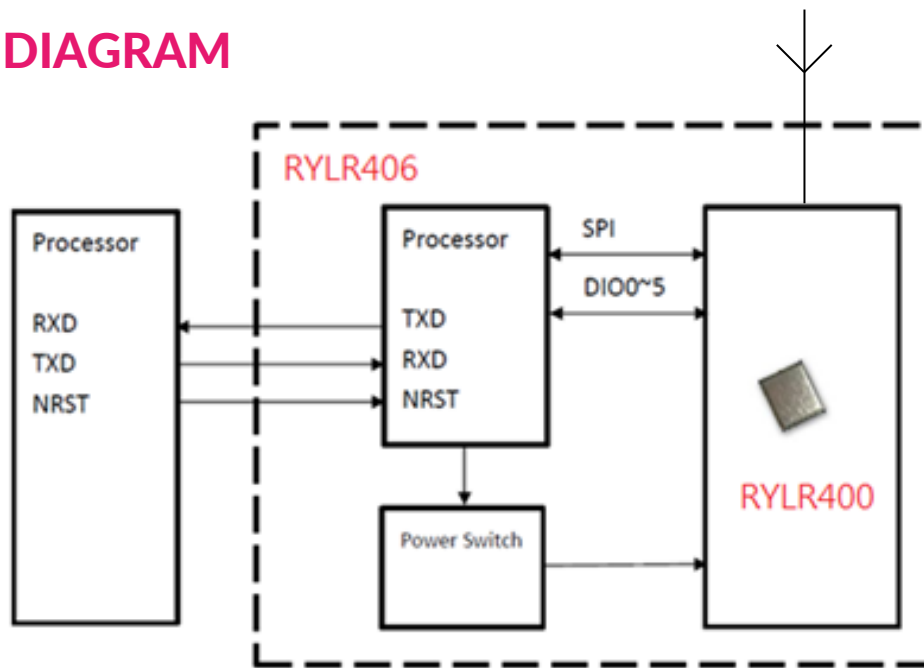 DIAGRAM
RYLR406
Processor
RXD
TXD
NRST
Processor
TXD
RXD
NRST
SPI
DIO0~5
Power Switch
RYLR400